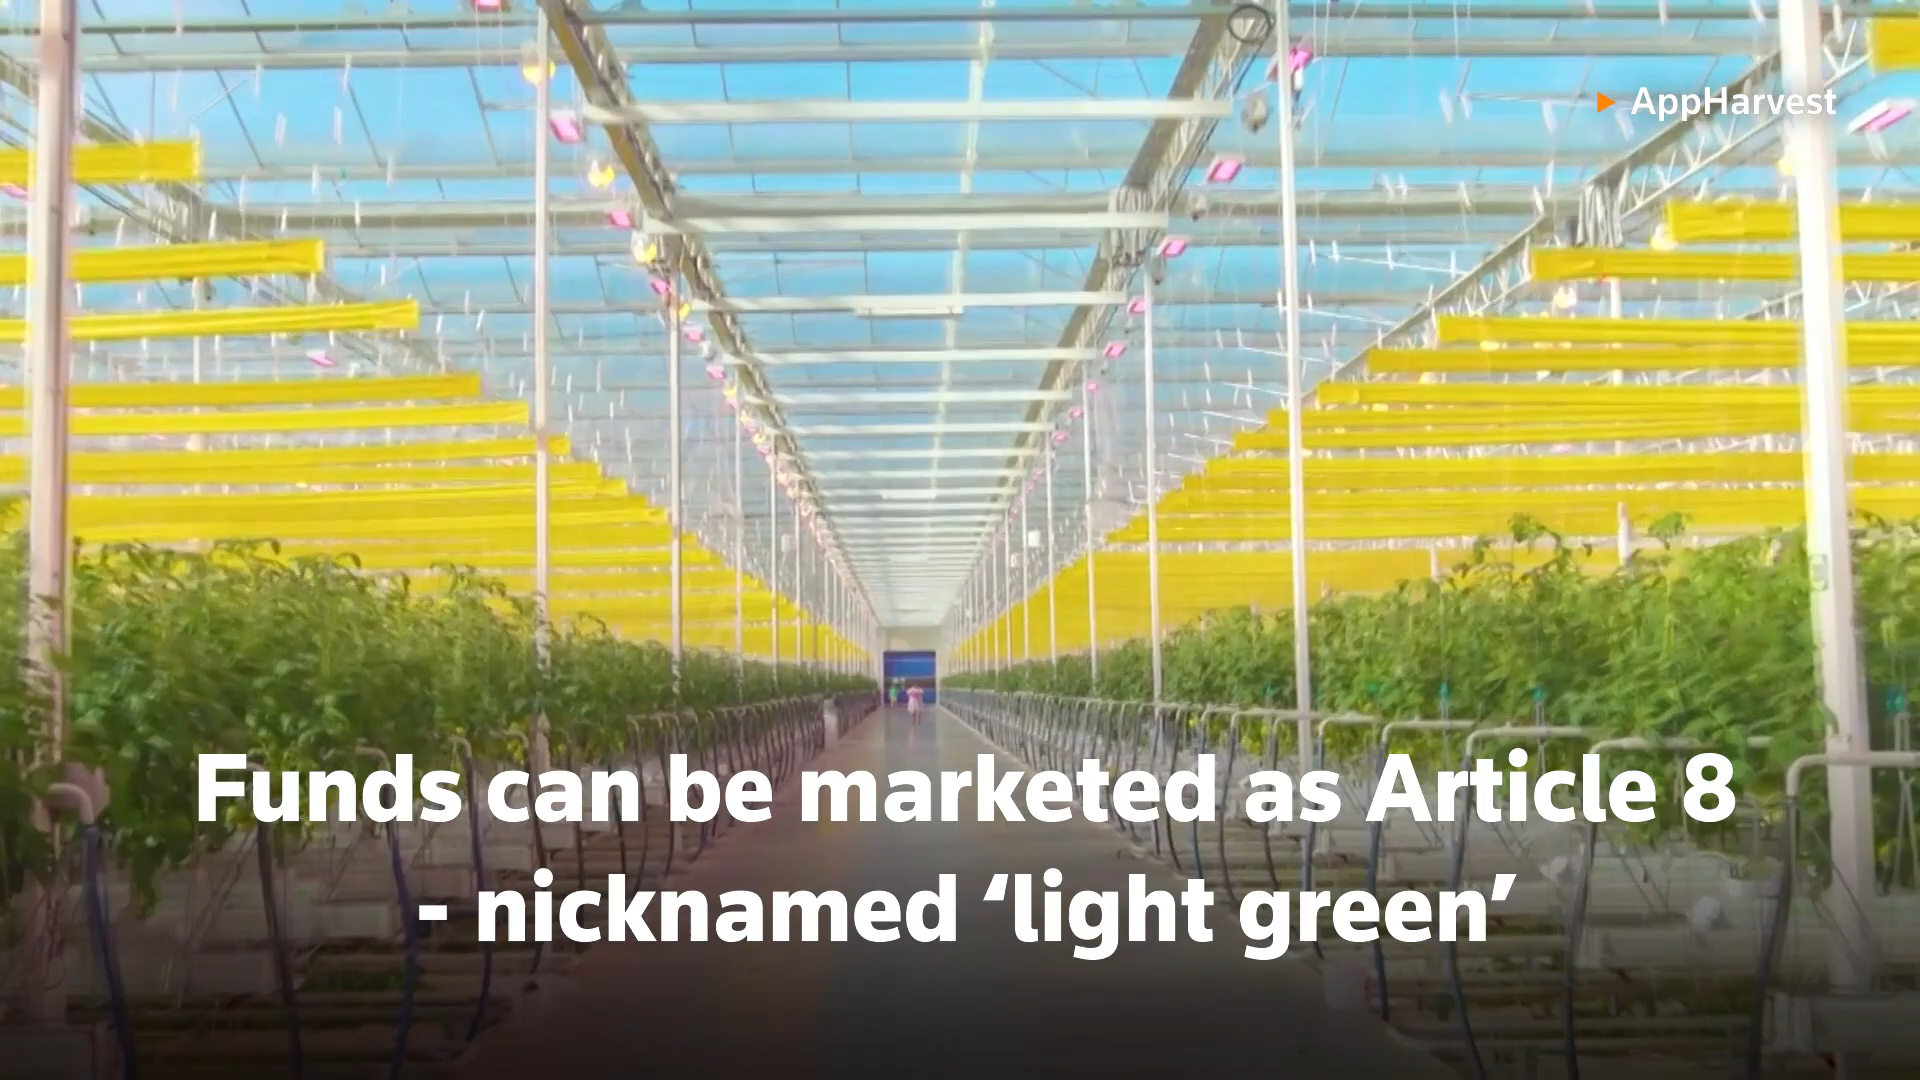 AppHarvest
Funds can be marketed as Article 8
- nicknamed ‘light green’